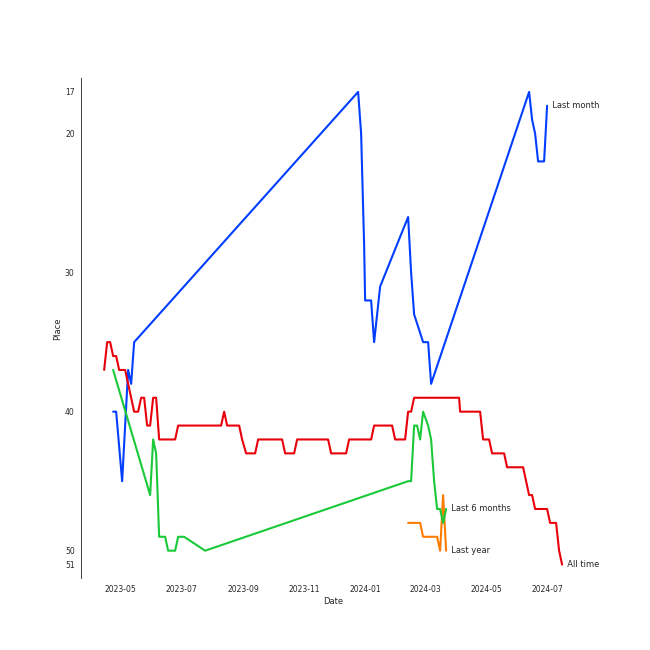 17
Last month
20
30
Place
40
Last 6 months
50
Last year
51
All time
2023-05
2023-07
2023-09
2023-11
2024-01
2024-03
2024-05
2024-07
Date